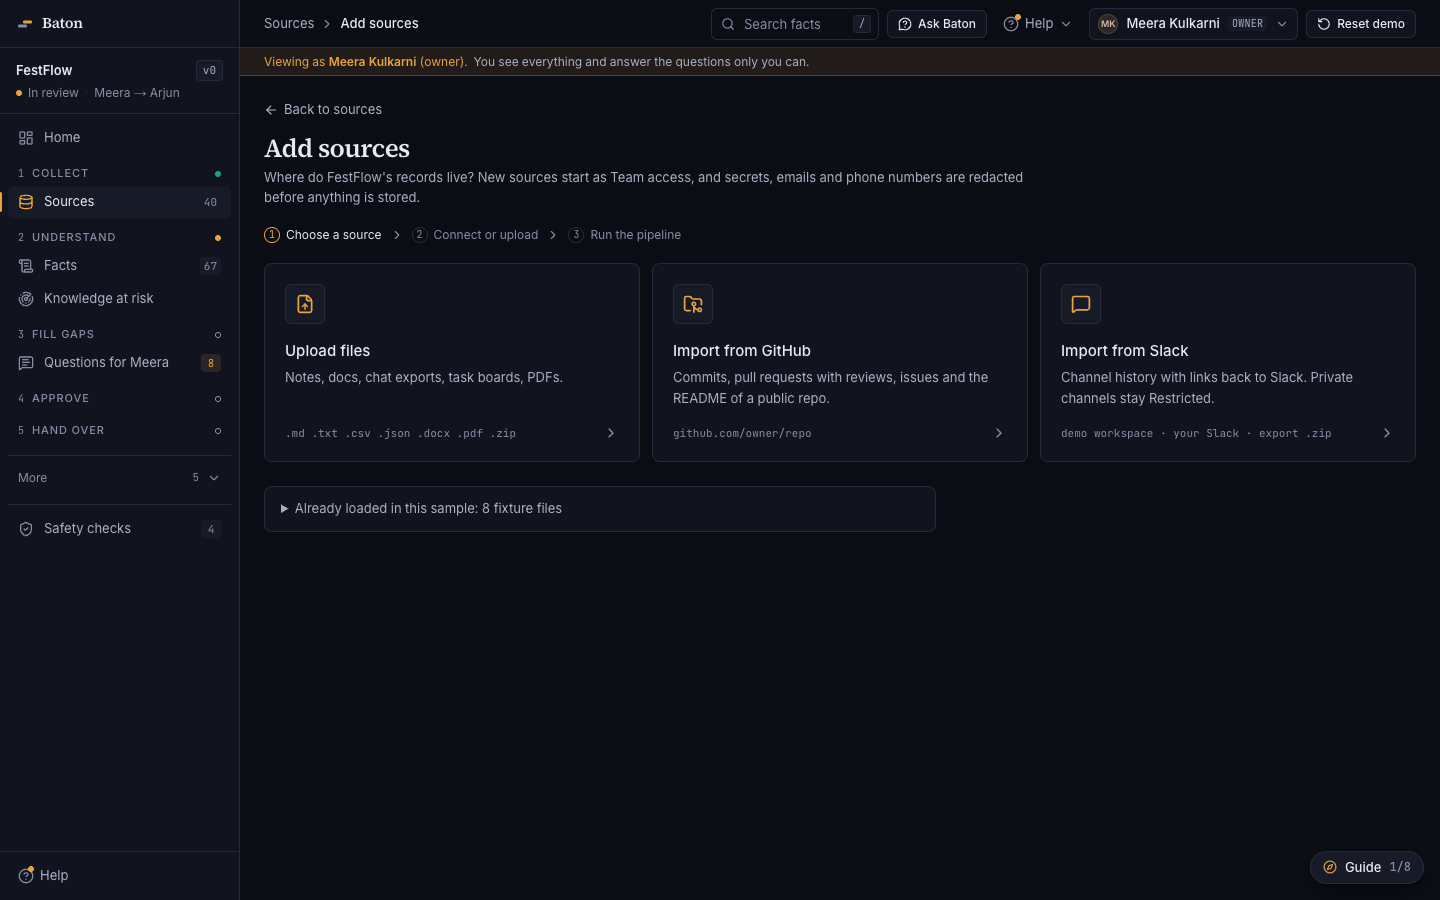 Baton
FestFlow
v0
In review · Meera → Arjun
Home
1 COLLECT
Sources 40
2 UNDERSTAND
Facts 67
Knowledge at risk
3 FILL GAPS
Questions for Meera 8
4 APPROVE
5 HAND OVER
More 5
Safety checks 4
Help
Sources > Add sources
Search facts /
Ask Baton
Help
MK Meera Kulkarni OWNER
Reset demo
Viewing as Meera Kulkarni (owner). You see everything and answer the questions only you can.
← Back to sources
Add sources
Where do FestFlow's records live? New sources start as Team access, and secrets, emails and phone numbers are redacted
before anything is stored.
1 Choose a source > 2 Connect or upload > 3 Run the pipeline
Upload files
Notes, docs, chat exports, task boards, PDFs.
.md .txt .csv .json .docx .pdf .zip
Import from GitHub
Commits, pull requests with reviews, issues and the
README of a public repo.
github.com/owner/repo
Import from Slack
Channel history with links back to Slack. Private
channels stay Restricted.
demo workspace · your Slack · export .zip
▶ Already loaded in this sample: 8 fixture files
Guide 1/8